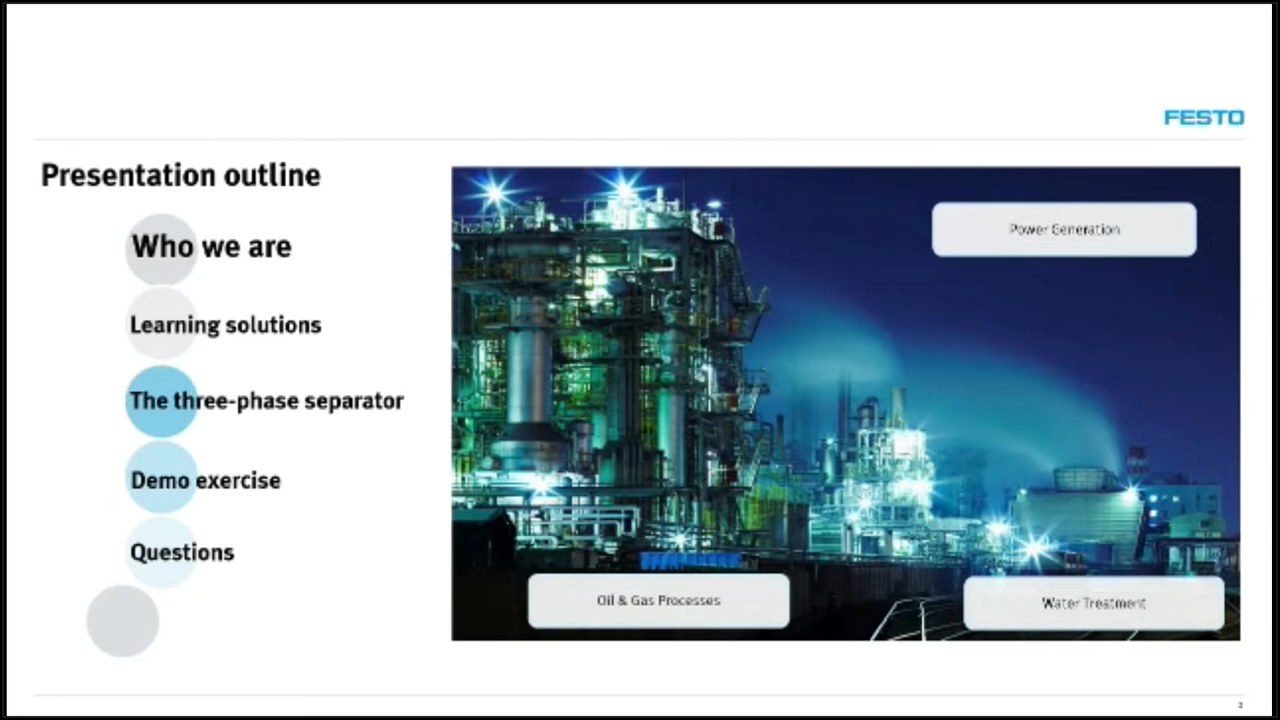 FESTO
Presentation outline
Who we are
Learning solutions
The three-phase separator
Demo exercise
Questions
Power Generation
Oil & Gas Processes
Water Treatment